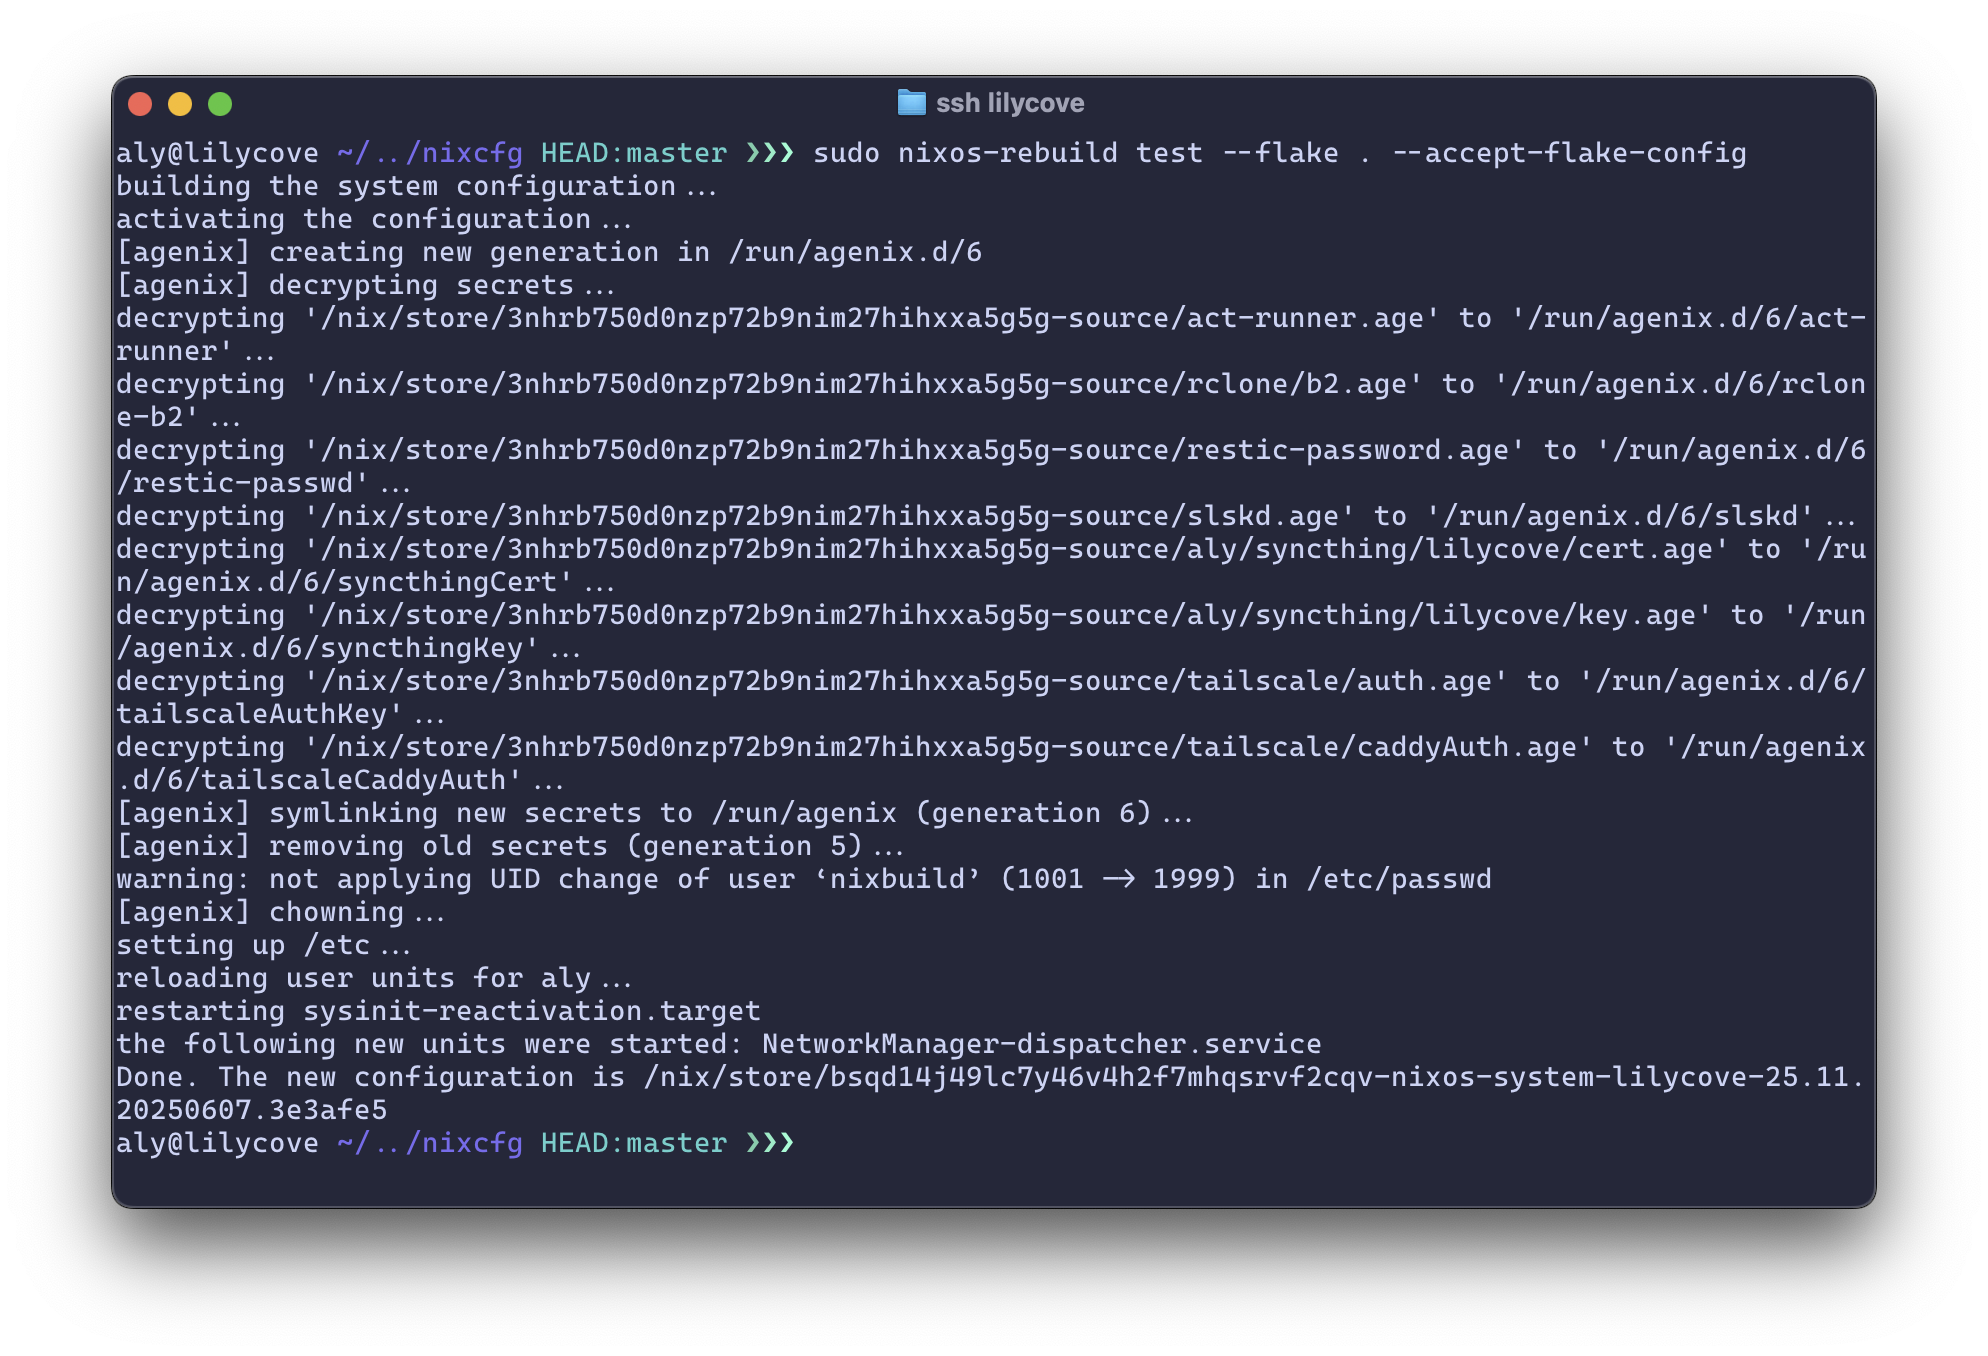 ssh lilycove
aly@lilycove ~/../nixcfg HEAD:master ❯❯❯ sudo nixos-rebuild test --flake . --accept-flake-config
building the system configuration...
activating the configuration...
[agenix] creating new generation in /run/agenix.d/6
[agenix] decrypting secrets...
decrypting '/nix/store/3nhrb750d0nzp72b9nim27hihxxa5g5g-source/act-runner.age' to '/run/agenix.d/6/act-
runner'...
decrypting '/nix/store/3nhrb750d0nzp72b9nim27hihxxa5g5g-source/rclone/b2.age' to '/run/agenix.d/6/rclon
e-b2'...
decrypting '/nix/store/3nhrb750d0nzp72b9nim27hihxxa5g5g-source/restic-password.age' to '/run/agenix.d/6
/restic-passwd'...
decrypting '/nix/store/3nhrb750d0nzp72b9nim27hihxxa5g5g-source/slskd.age' to '/run/agenix.d/6/slskd'...
decrypting '/nix/store/3nhrb750d0nzp72b9nim27hihxxa5g5g-source/aly/syncthing/lilycove/cert.age' to '/ru
n/agenix.d/6/syncthingCert'...
decrypting '/nix/store/3nhrb750d0nzp72b9nim27hihxxa5g5g-source/aly/syncthing/lilycove/key.age' to '/run
/agenix.d/6/syncthingKey'...
decrypting '/nix/store/3nhrb750d0nzp72b9nim27hihxxa5g5g-source/tailscale/auth.age' to '/run/agenix.d/6/
tailscaleAuthKey'...
decrypting '/nix/store/3nhrb750d0nzp72b9nim27hihxxa5g5g-source/tailscale/caddyAuth.age' to '/run/agenix
.d/6/tailscaleCaddyAuth'...
[agenix] symlinking new secrets to /run/agenix (generation 6)...
[agenix] removing old secrets (generation 5)...
warning: not applying UID change of user ‘nixbuild’ (1001 -> 1999) in /etc/passwd
[agenix] chowning...
setting up /etc...
reloading user units for aly...
restarting sysinit-reactivation.target
the following new units were started: NetworkManager-dispatcher.service
Done. The new configuration is /nix/store/bsqd14j49lc7y46v4h2f7mhqsrvf2cqv-nixos-system-lilycove-25.11.
20250607.3e3afe5
aly@lilycove ~/../nixcfg HEAD:master ❯❯❯